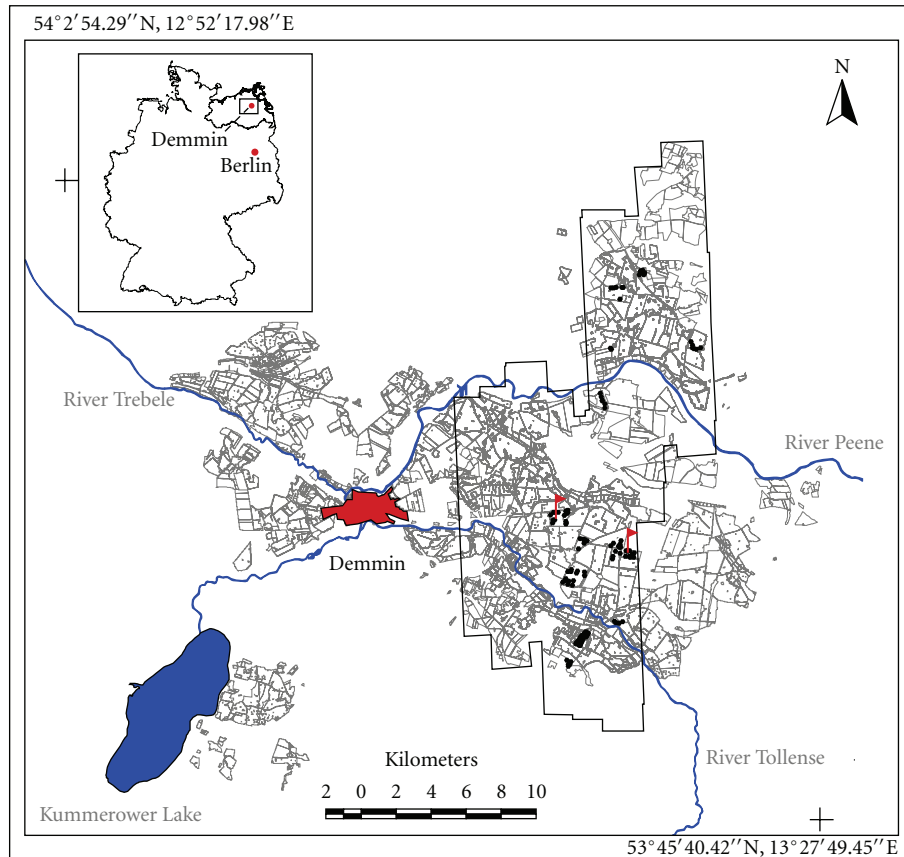 54°2′54.29′′N, 12°52′17.98′′E
N
Demmin
Berlin
River Trebele
River Peene
Demmin
River Tollense
Kilometers
2 0 2 4 6 8 10
Kummerower Lake
53°45′40.42′′N, 13°27′49.45′′E